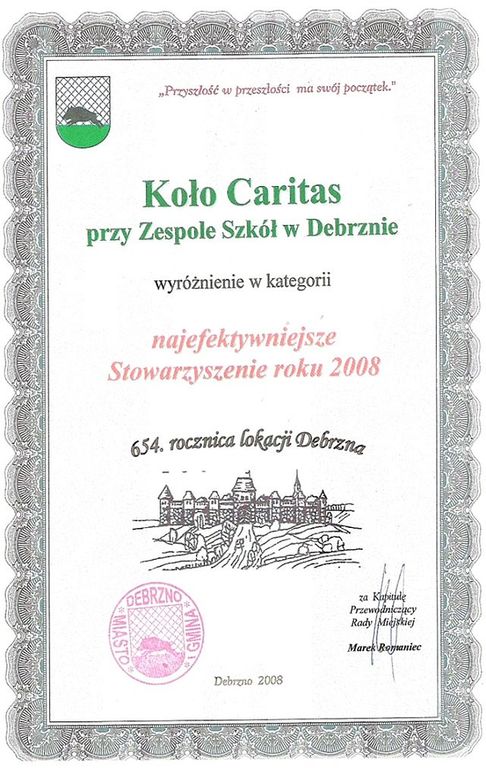 „Przyszłość w przeszłości ma swój początek."
Koło Caritas
przy Zespole Szkół w Debrznie
wyróżnienie w kategorii
najefektywniejsze
Stowarzyszenie roku 2008
654. rocznica lokacji Debrzna
za Kapitułę
Przewodniczący
Rady Miejskiej
Marek Romaniec
DEBRZNO
MIASTO
I GMINA
Debrzno 2008